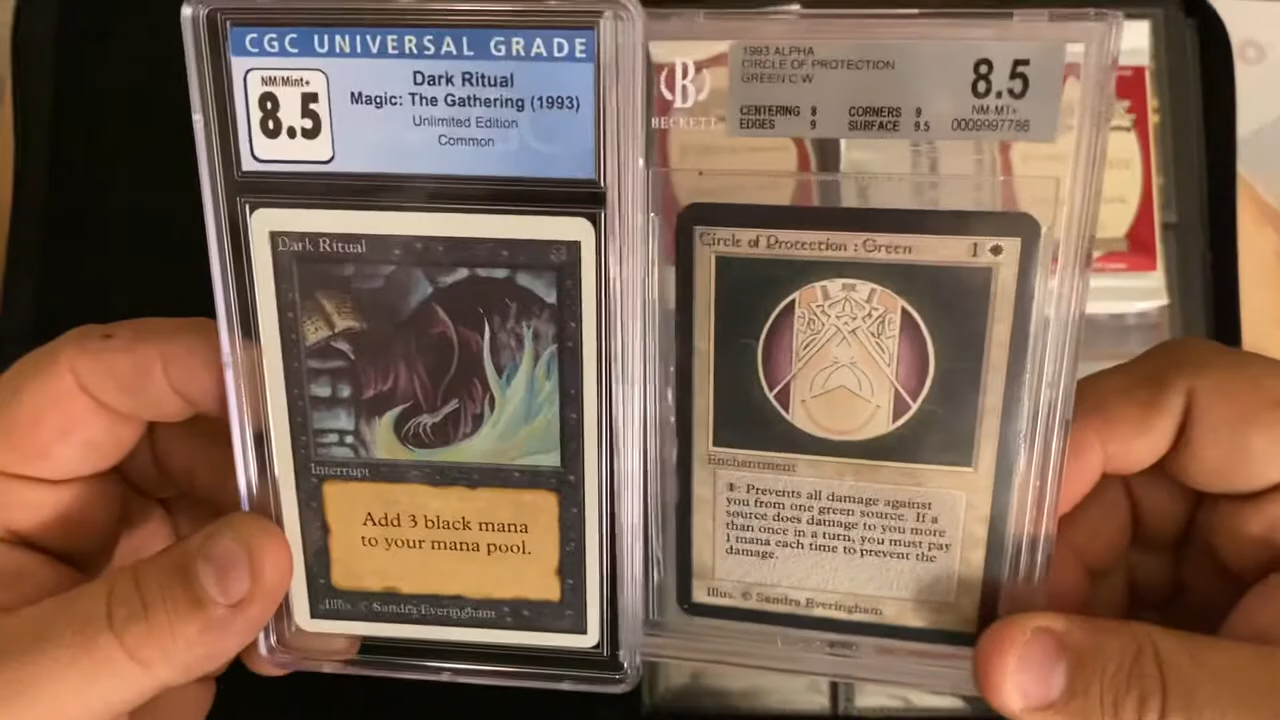 CGC UNIVERSAL GRADE
NM/Mint+
8.5
Dark Ritual
Magic: The Gathering (1993)
Unlimited Edition
Common
Dark Ritual
Interrupt
Add 3 black mana
to your mana pool.
Illus. © Sandra Everingham
BECKETT
1993 ALPHA
CIRCLE OF PROTECTION
GREEN C W
CENTERING 8 CORNERS 9
EDGES 9 SURFACE 9.5
8.5
NM-MT+
0009997786
Circle of Protection : Green 1
Enchantment
1: Prevents all damage against
you from one green source. If a
source does damage to you more
than once in a turn, you must pay
1 mana each time to prevent the
damage.
Illus. © Sandra Everingham